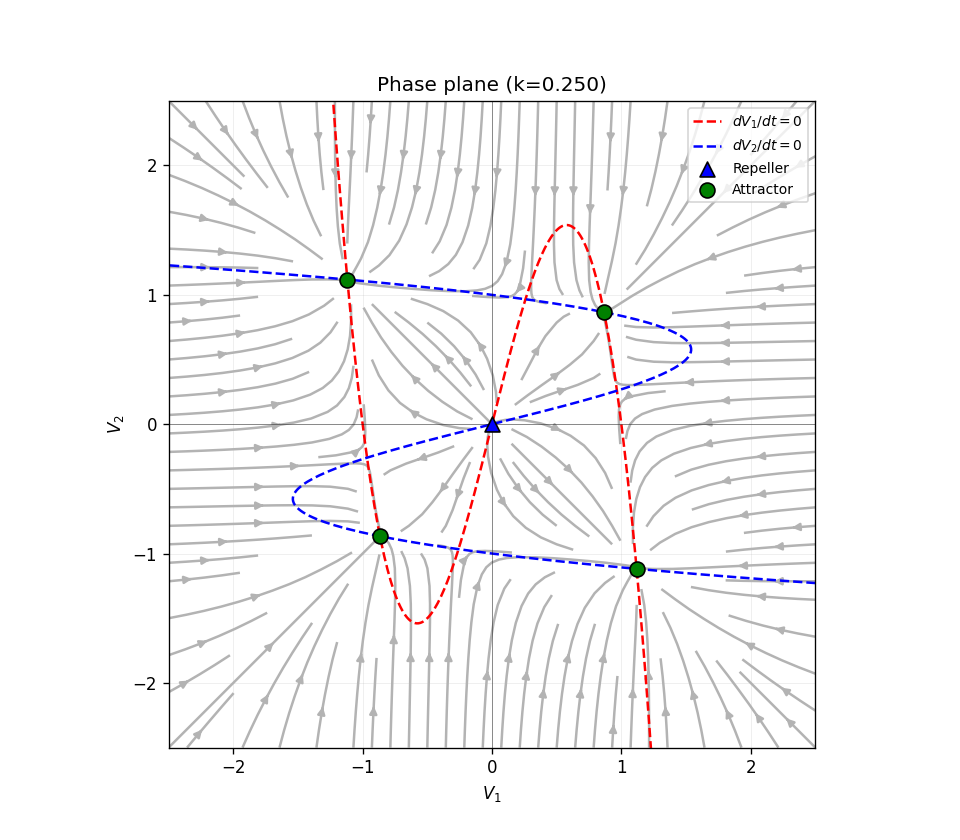 Phase plane (k=0.250)
dV₁/dt = 0
dV₂/dt = 0
Repeller
Attractor
2
1
0
−1
−2
V₂
−2
−1
0
1
2
V₁